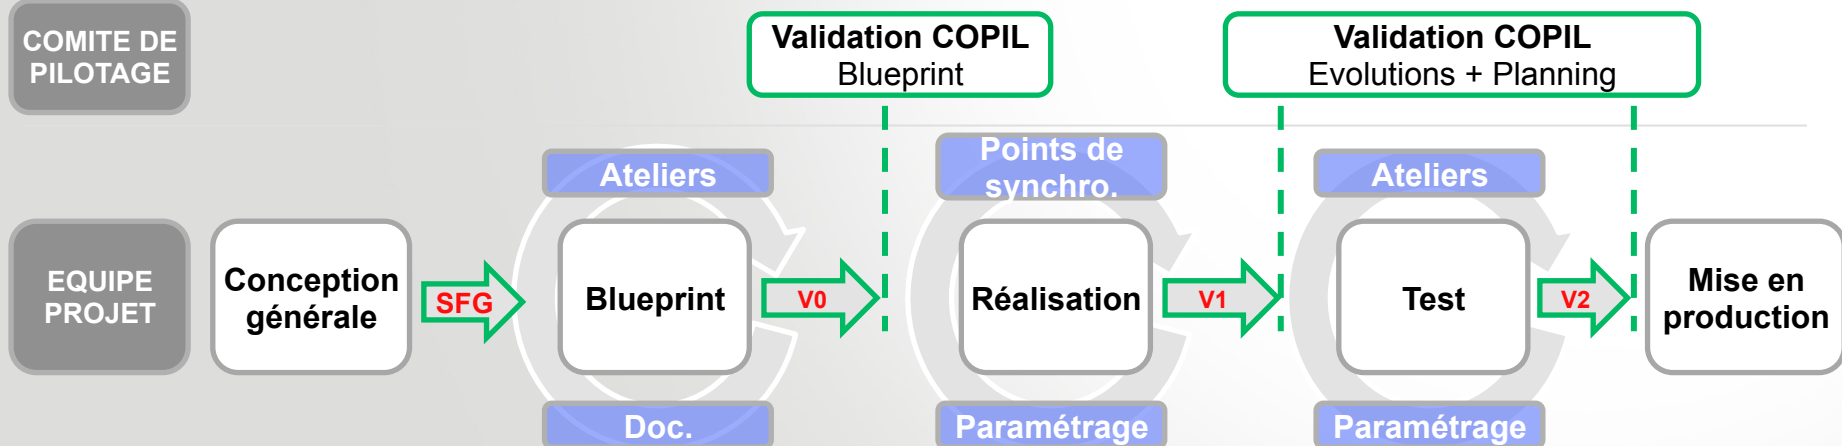 COMITE DE
PILOTAGE
Validation COPIL
Blueprint
Validation COPIL
Evolutions + Planning
Ateliers
Points de
synchro.
Ateliers
EQUIPE
PROJET
Conception
générale
SFG
Blueprint
V0
Réalisation
V1
Test
V2
Mise en
production
Doc.
Paramétrage
Paramétrage